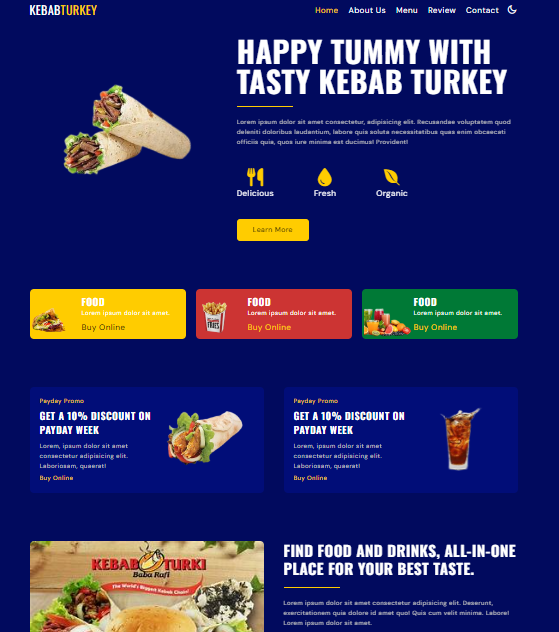 KEBABTURKEY
Home About Us Menu Review Contact
HAPPY TUMMY WITH
TASTY KEBAB TURKEY
Lorem ipsum dolor sit amet consectetur, adipisicing elit. Recusandae voluptatem quod
deleniti doloribus laudantium, labore quis soluta necessitatibus quas enim obcaecati
officiis quia, quos iure minima est ducimus! Provident!
Delicious Fresh Organic
Learn More
FOOD
Lorem ipsum dolor sit amet.
Buy Online
FRIES
FOOD
Lorem ipsum dolor sit amet.
Buy Online
FOOD
Lorem ipsum dolor sit amet.
Buy Online
Payday Promo
GET A 10% DISCOUNT ON
PAYDAY WEEK
Lorem, ipsum dolor sit amet
consectetur adipisicing elit.
Laboriosam, quaerat!
Buy Online
Payday Promo
GET A 10% DISCOUNT ON
PAYDAY WEEK
Lorem, ipsum dolor sit amet
consectetur adipisicing elit.
Laboriosam, quaerat!
Buy Online
KEBAB TURKI
Baba Rafi
The World's Biggest Kebab Chain!
FIND FOOD AND DRINKS, ALL-IN-ONE
PLACE FOR YOUR BEST TASTE.
Lorem ipsum dolor sit amet consectetur adipisicing elit. Deserunt,
exercitationem quia dolore id amet quo! Quis cum velit minima. Labore!
Lorem ipsum dolor sit amet.